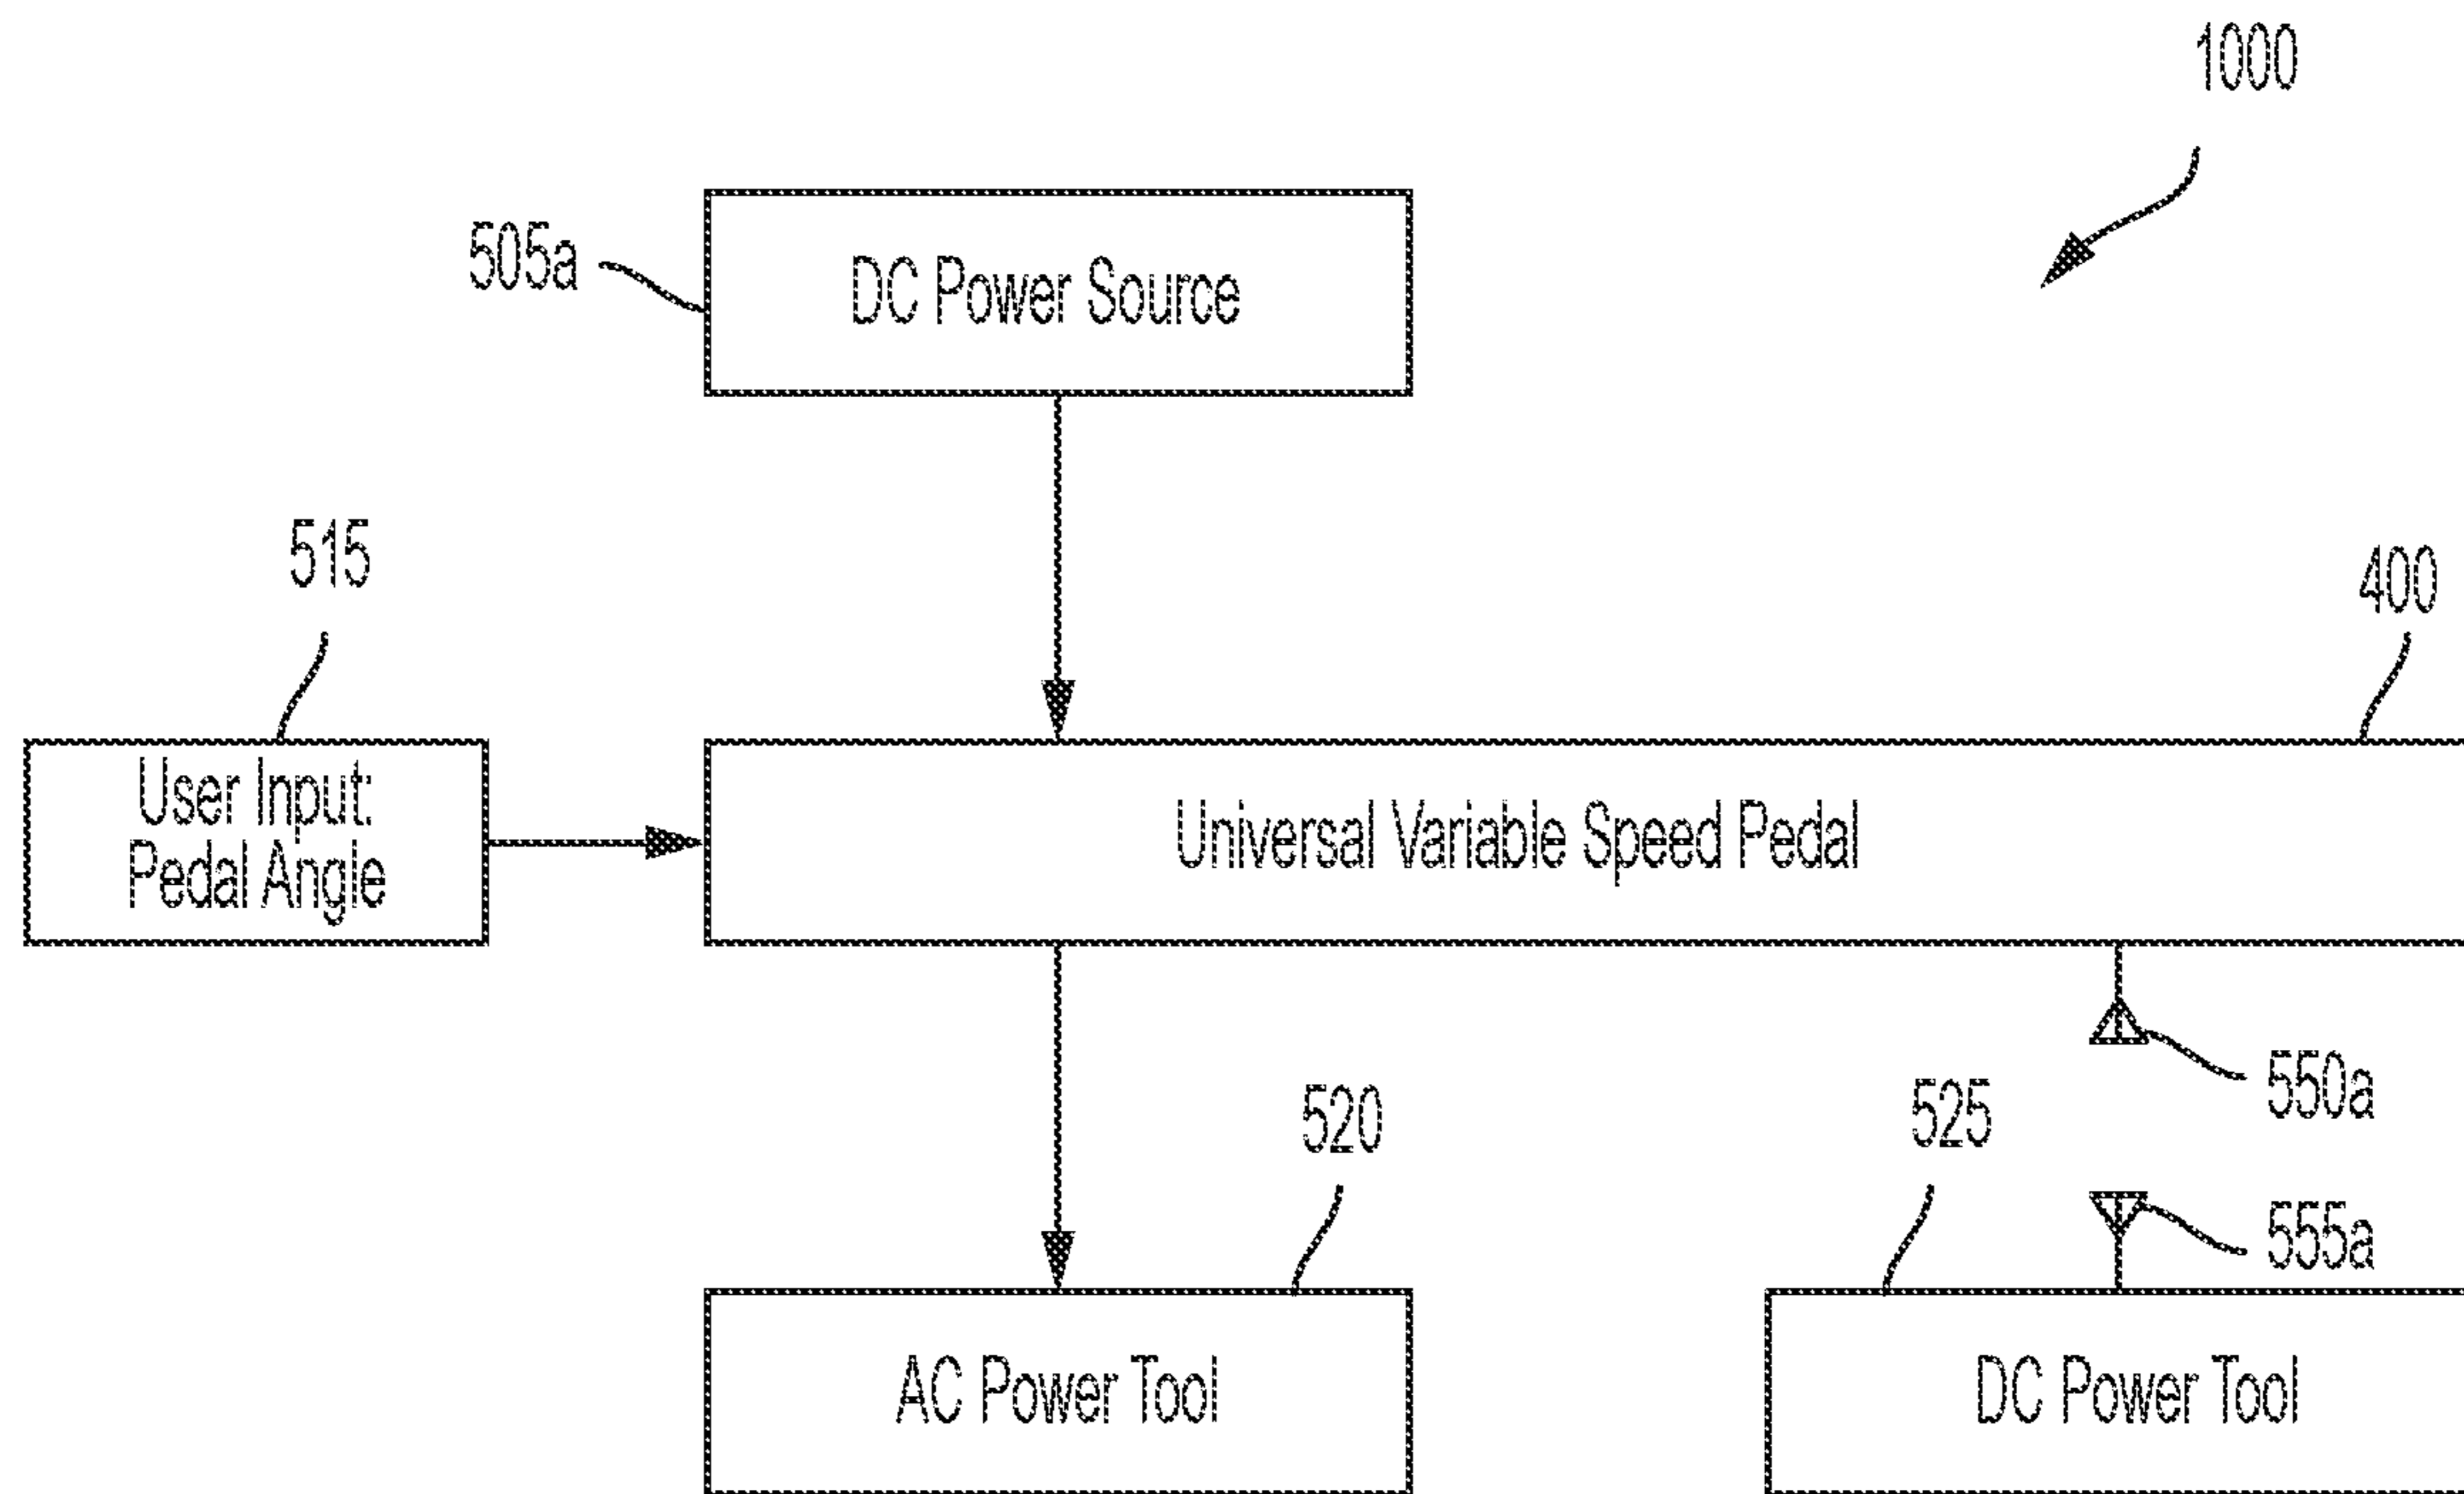 1000
505a
DC Power Source
515
400
User Input:
Pedal Angle
Universal Variable Speed Pedal
550a
520
525
555a
AC Power Tool
DC Power Tool